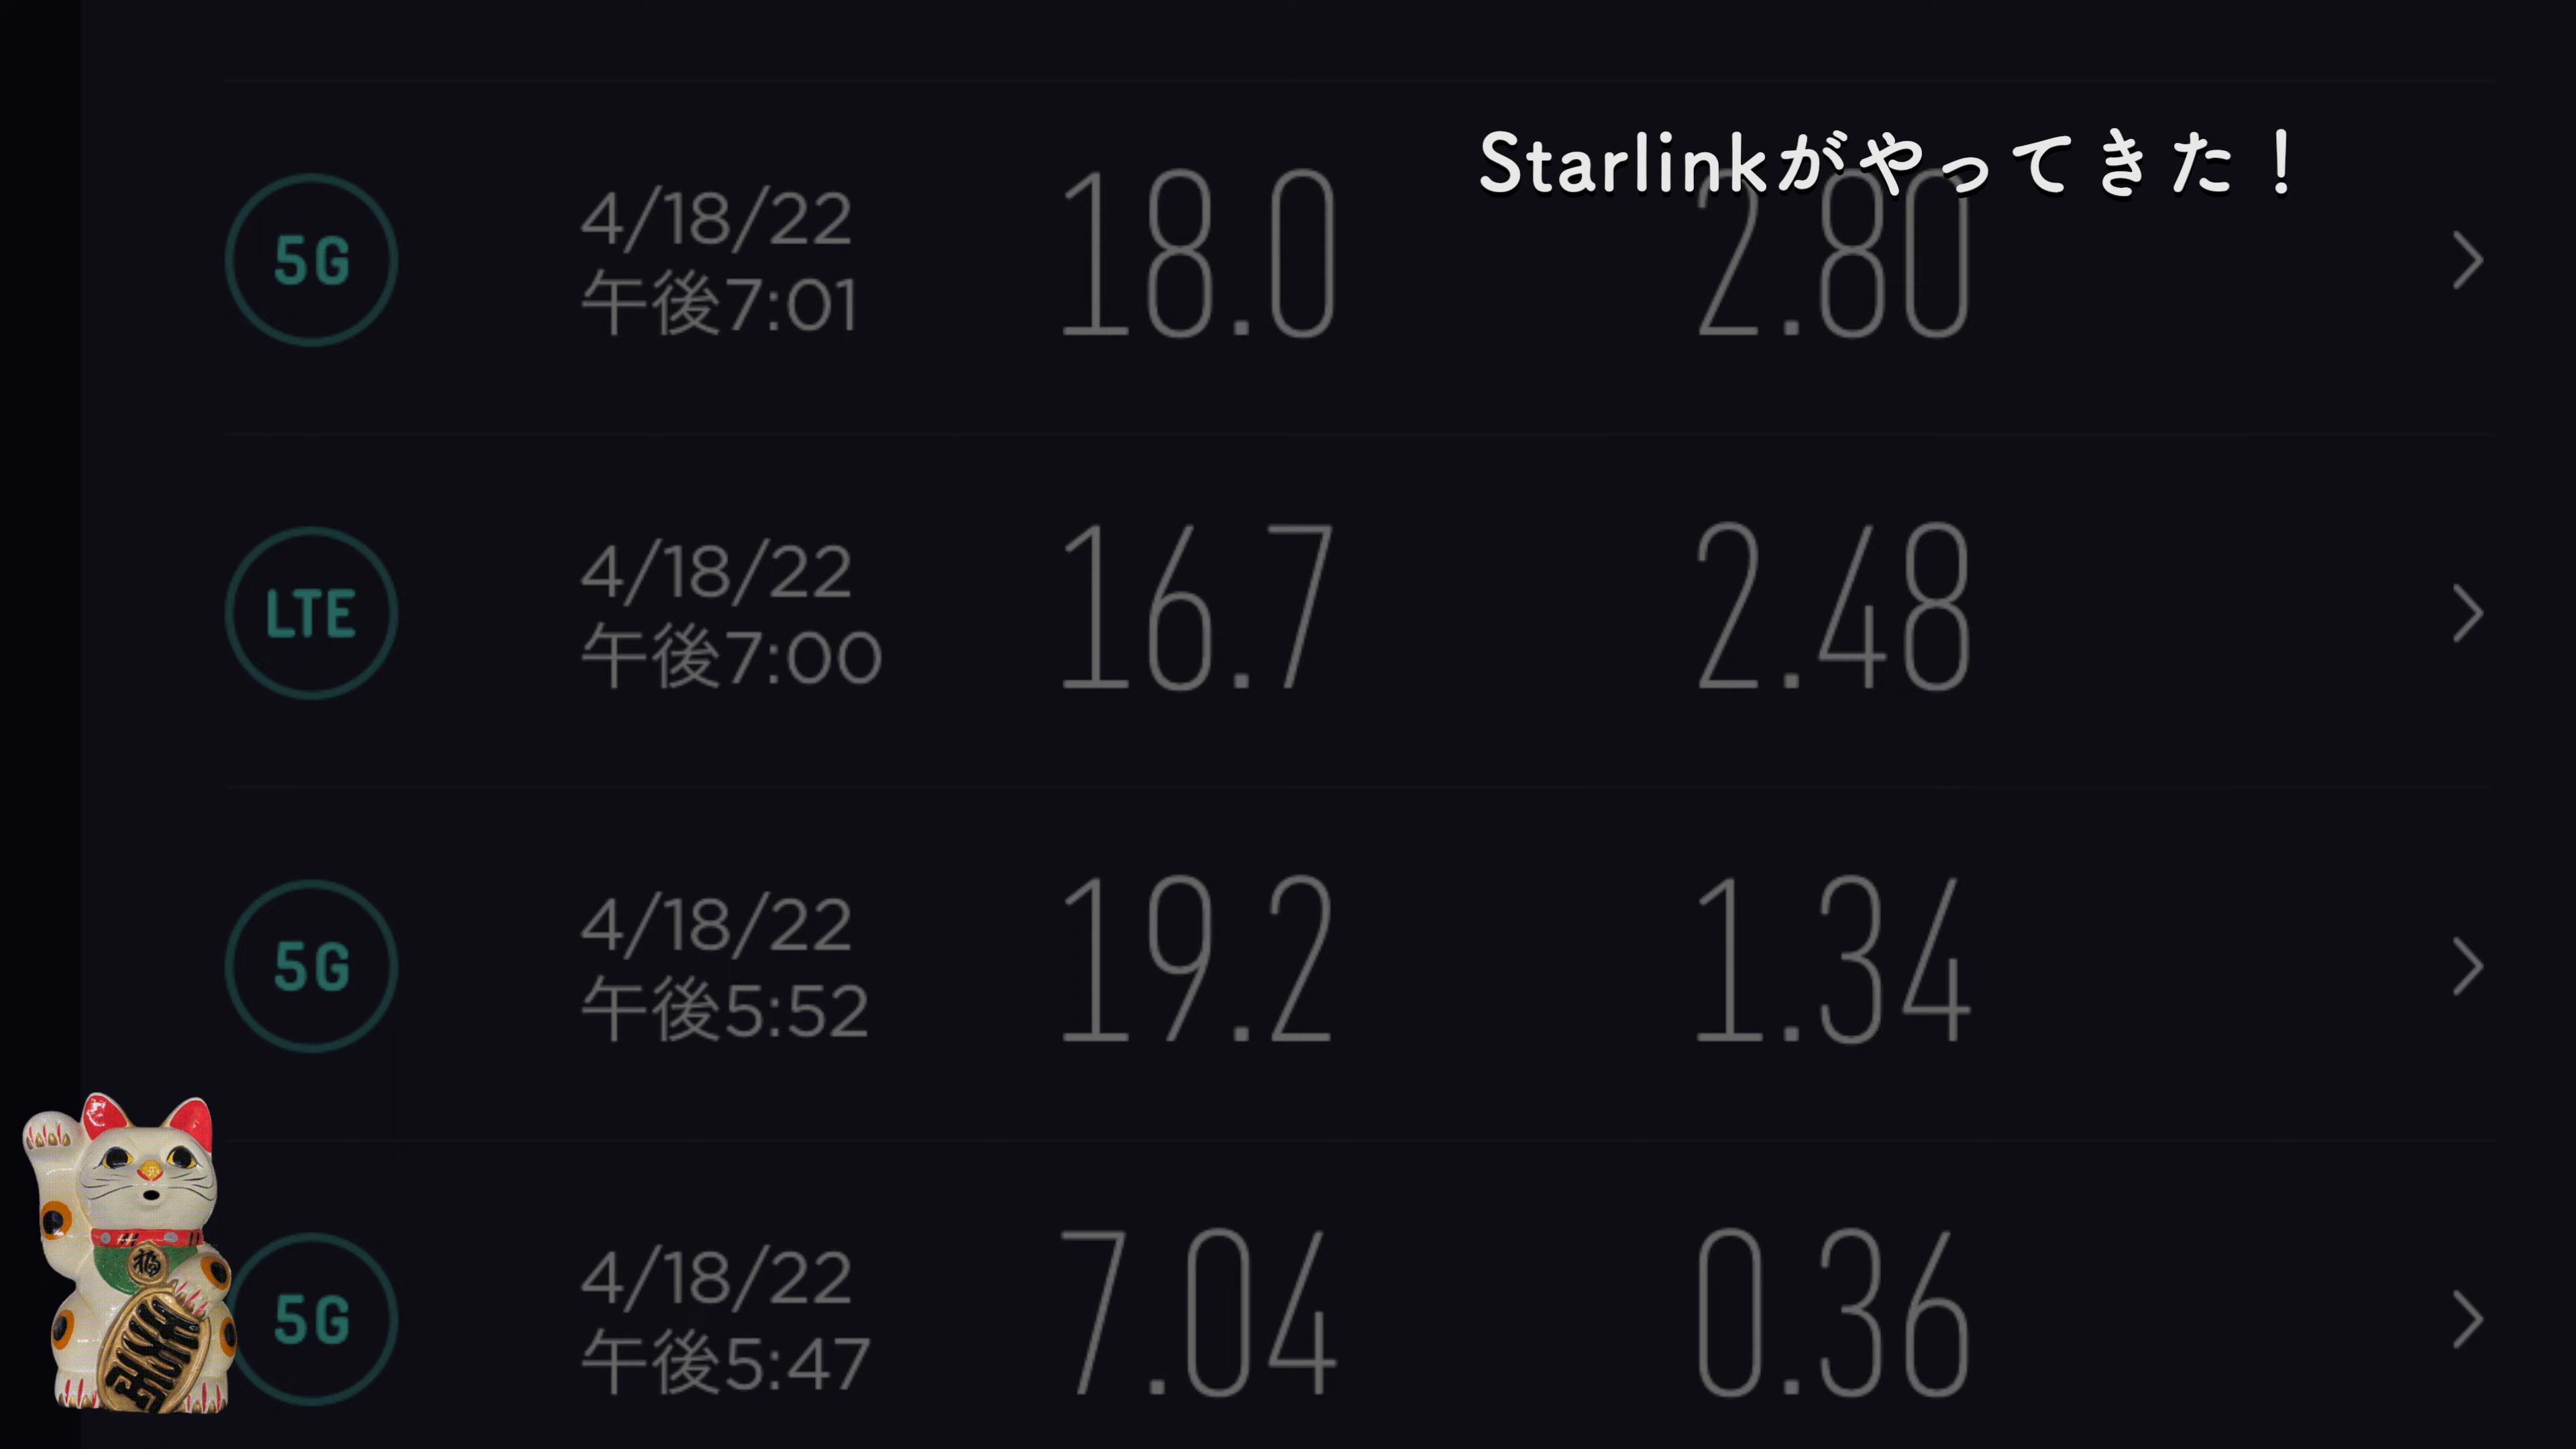 Starlinkがやってきた！
5G
4/18/22
午後7:01
18.0
2.80
LTE
4/18/22
午後7:00
16.7
2.48
5G
4/18/22
午後5:52
19.2
1.34
5G
4/18/22
午後5:47
7.04
0.36
福